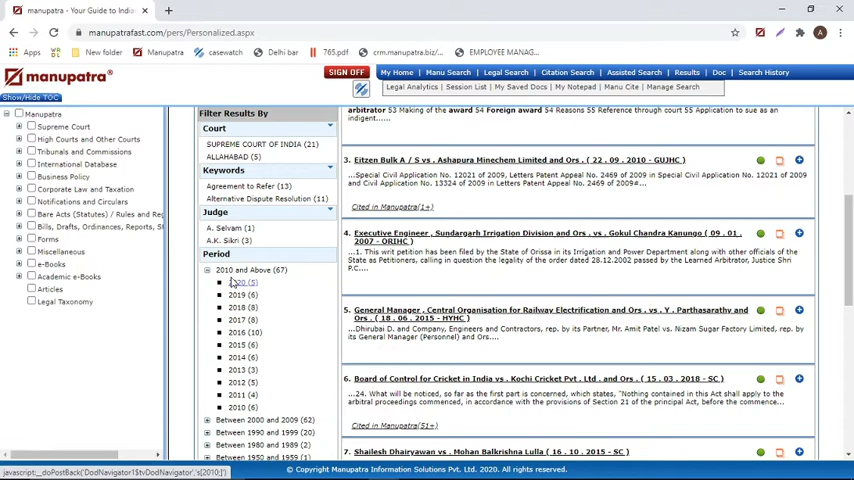 manupatra - Your Guide to India
manupatrafast.com/pers/Personalized.aspx
Apps
New folder
Manupatra
casewatch
Delhi bar
765.pdf
crm.manupatra.biz/...
EMPLOYEE MANAG...
manupatra®
SIGN OFF
My Home | Manu Search | Legal Search | Citation Search | Assisted Search | Results | Doc | Search History
Legal Analytics | Session List | My Saved Docs | My Notepad | Manu Cite | Manage Search
Show/Hide TOC
Manupatra
Supreme Court
High Courts and Other Courts
Tribunals and Commissions
International Database
Business Policy
Corporate Law and Taxation
Notifications and Circulars
Bare Acts (Statutes) / Rules and Reg
Bills, Drafts, Ordinances, Reports, St
Forms
Miscellaneous
e-Books
Academic e-Books
Articles
Legal Taxonomy
Filter Results By
Court
SUPREME COURT OF INDIA (21)
ALLAHABAD (5)
Keywords
Agreement to Refer (13)
Alternative Dispute Resolution (11)
Judge
A. Selvam (1)
A.K. Sikri (3)
Period
2010 and Above (67)
2020 (5)
2019 (6)
2018 (8)
2017 (8)
2016 (10)
2015 (6)
2014 (6)
2013 (3)
2012 (5)
2011 (4)
2010 (6)
Between 2000 and 2009 (62)
Between 1990 and 1999 (20)
Between 1980 and 1989 (2)
Between 1950 and 1959 (1)
arbitrator 53 Making of the award 54 Foreign award 54 Reasons 55 Reference through court 55 Application to sue as an
indigent....
3. Eitzen Bulk A / S vs. Ashapura Minechem Limited and Ors . ( 22 . 09 . 2010 - GUJHC )
...Special Civil Application No. 12021 of 2009, Letters Patent Appeal No. 2469 of 2009 in Special Civil Application No. 12021 of 2009
and Civil Application No. 13324 of 2009 in Letters Patent Appeal No. 2469 of 2009...
Cited in Manupatra(1+)
4. Executive Engineer , Sundargarh Irrigation Division and Ors . vs . Gokul Chandra Kanungo ( 09 . 01 .
2007 - ORIHC )
...1. This writ petition has been filed by the State of Orissa in its Irrigation and Power Department along with other officials of the
State as Petitioners, calling in question the legality of the order dated 28.12.2002 passed by the Learned Arbitrator, Justice Shri
P.C....
5. General Manager , Central Organisation for Railway Electrification and Ors . vs . Y . Parthasarathy and
Ors . ( 18 . 06 . 2015 - HYHC )
...Dhirubai D. and Company, Engineers and Contractors, rep. by its Partner, Mr. Amit Patel vs. Nizam Sugar Factory Limited, rep. by
its General Manager (Personnel) and Ors....
6. Board of Control for Cricket in India vs . Kochi Cricket Pvt . Ltd . and Ors . ( 15 . 03 . 2018 - SC )
...24. What will be noticed, so far as the first part is concerned, which states, "Nothing contained in this Act shall apply to the
arbitral proceedings commenced, in accordance with the provisions of Section 21 of the principal Act, before the commence...
Cited in Manupatra(51+)
7. Shailesh Dhairyawan vs . Mohan Balkrishna Lulla ( 16 . 10 . 2015 - SC )
javascript:__doPostBack('DodNavigator1$tvDodNavigator','s[2010;]')
© Copyright Manupatra Information Solutions Pvt. Ltd. 2020. All rights reserved.